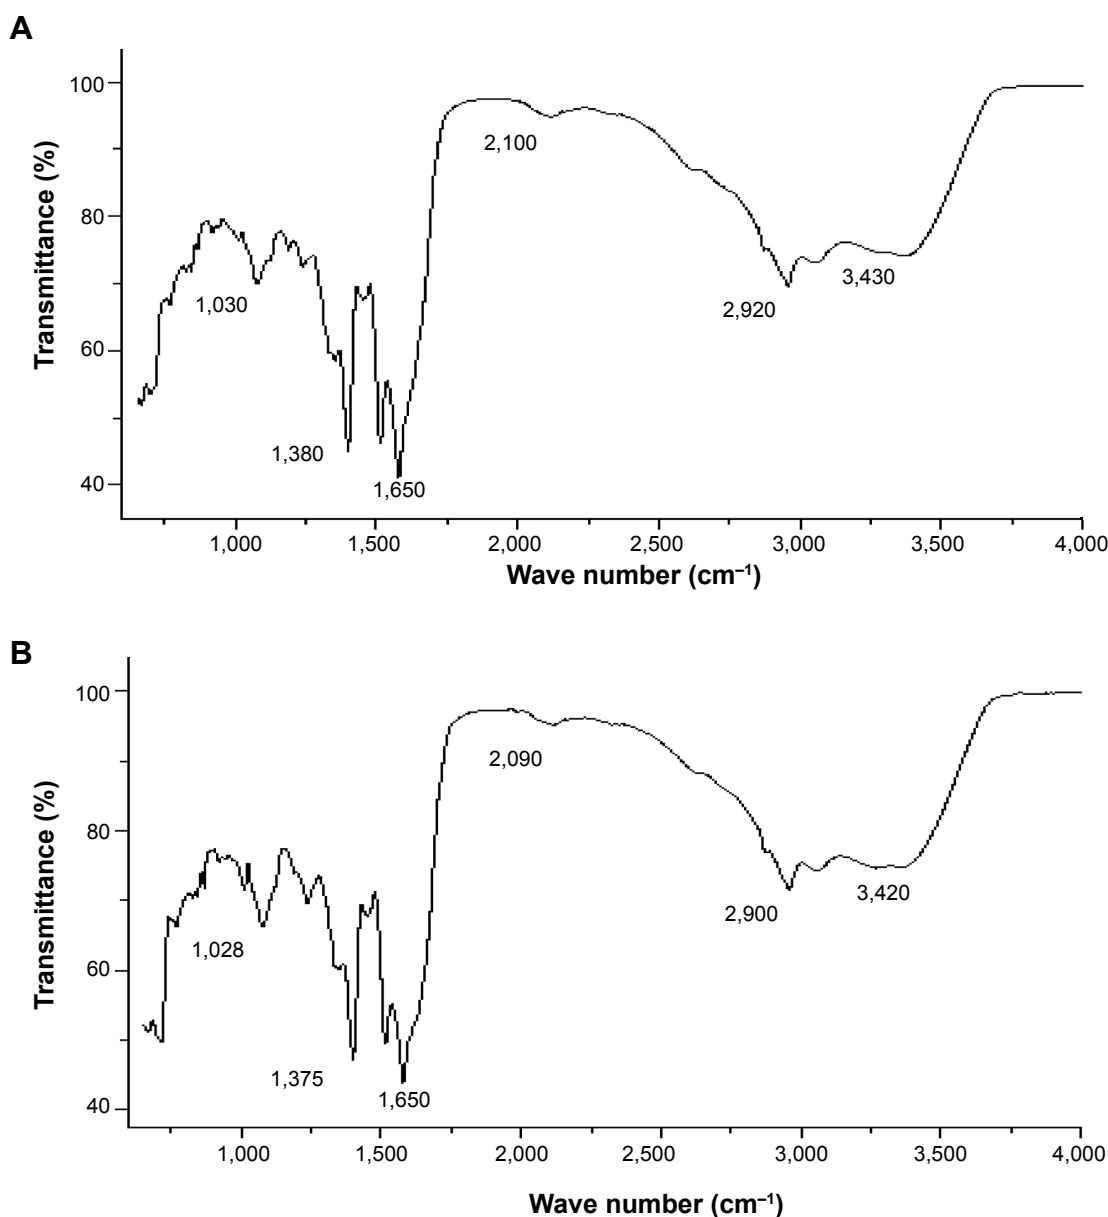 A
Transmittance (%)
100
80
60
40
2,100
1,030
2,920
3,430
1,380
1,650
1,000 1,500 2,000 2,500 3,000 3,500 4,000
Wave number (cm⁻¹)
B
Transmittance (%)
100
80
60
40
2,090
1,028
2,900
3,420
1,375
1,650
1,000 1,500 2,000 2,500 3,000 3,500 4,000
Wave number (cm⁻¹)